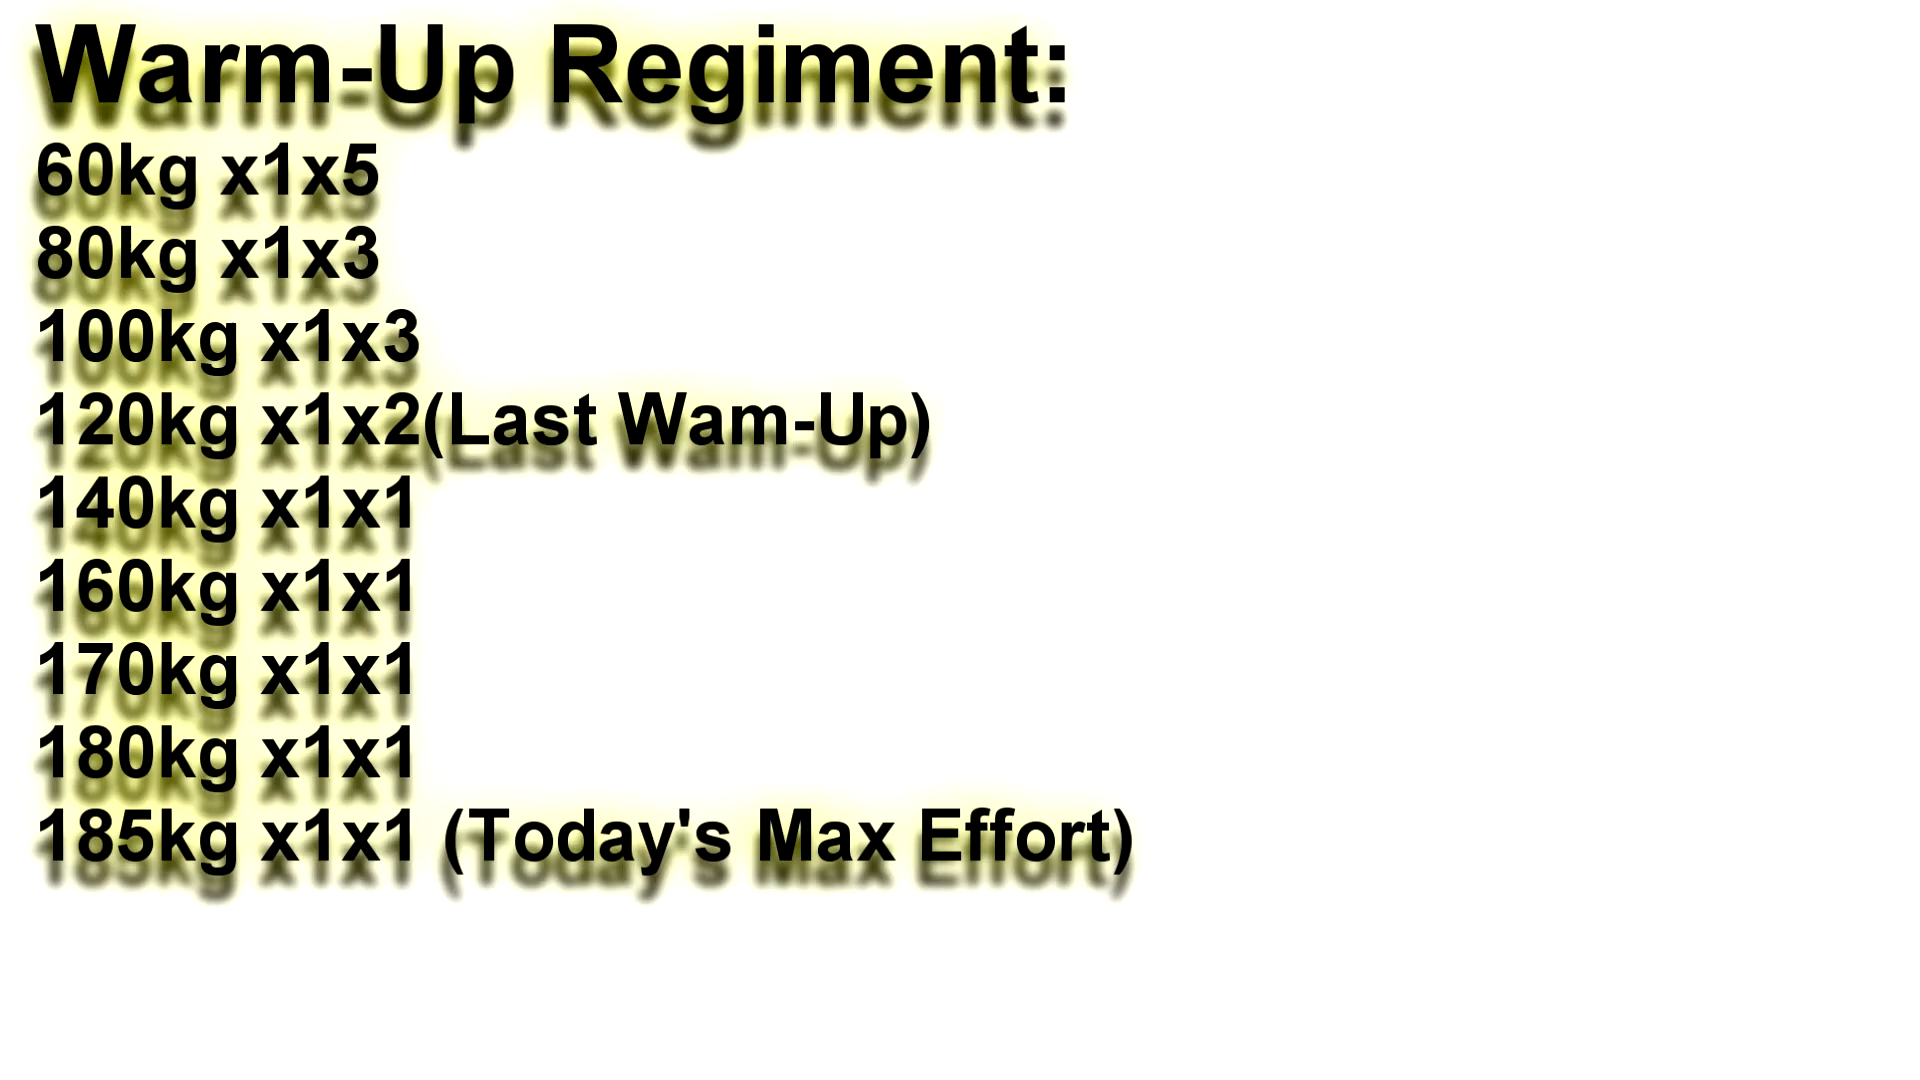 Warm-Up Regiment:
60kg x1x5
80kg x1x3
100kg x1x3
120kg x1x2(Last Wam-Up)
140kg x1x1
160kg x1x1
170kg x1x1
180kg x1x1
185kg x1x1 (Today's Max Effort)